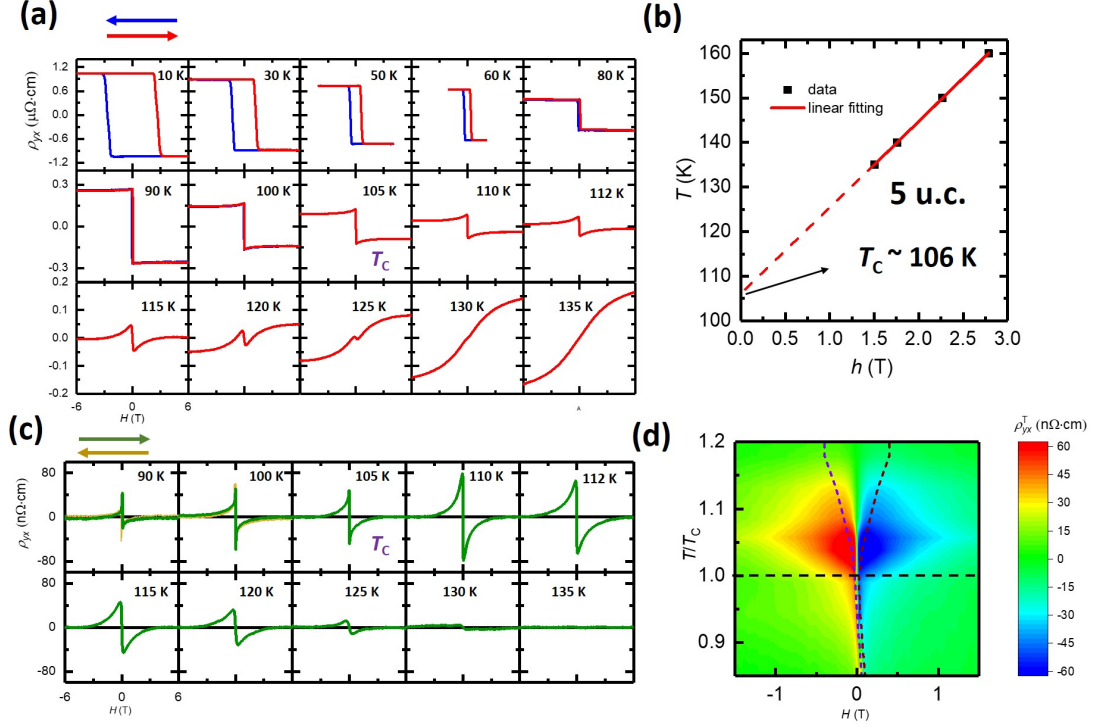 (a)
ρyx (μΩ·cm)
1.2
0.6
0.0
-0.6
-1.2
10 K
30 K
50 K
60 K
80 K
0.3
0.0
-0.3
90 K
100 K
105 K
110 K
112 K
TC
0.2
0.1
0.0
-0.1
-0.2
115 K
120 K
125 K
130 K
135 K
-6
0
6
H (T)
(b)
T (K)
160
150
140
130
120
110
100
data
linear fitting
5 u.c.
TC ~ 106 K
0.0 0.5 1.0 1.5 2.0 2.5 3.0
h (T)
(c)
ρyx (nΩ·cm)
80
0
-80
90 K
100 K
105 K
110 K
112 K
TC
80
0
-80
115 K
120 K
125 K
130 K
135 K
-6
0
6
H (T)
(d)
T/TC
1.2
1.1
1.0
0.9
-1
0
1
H (T)
ρTyx (nΩ·cm)
60
45
30
15
0
-15
-30
-45
-60